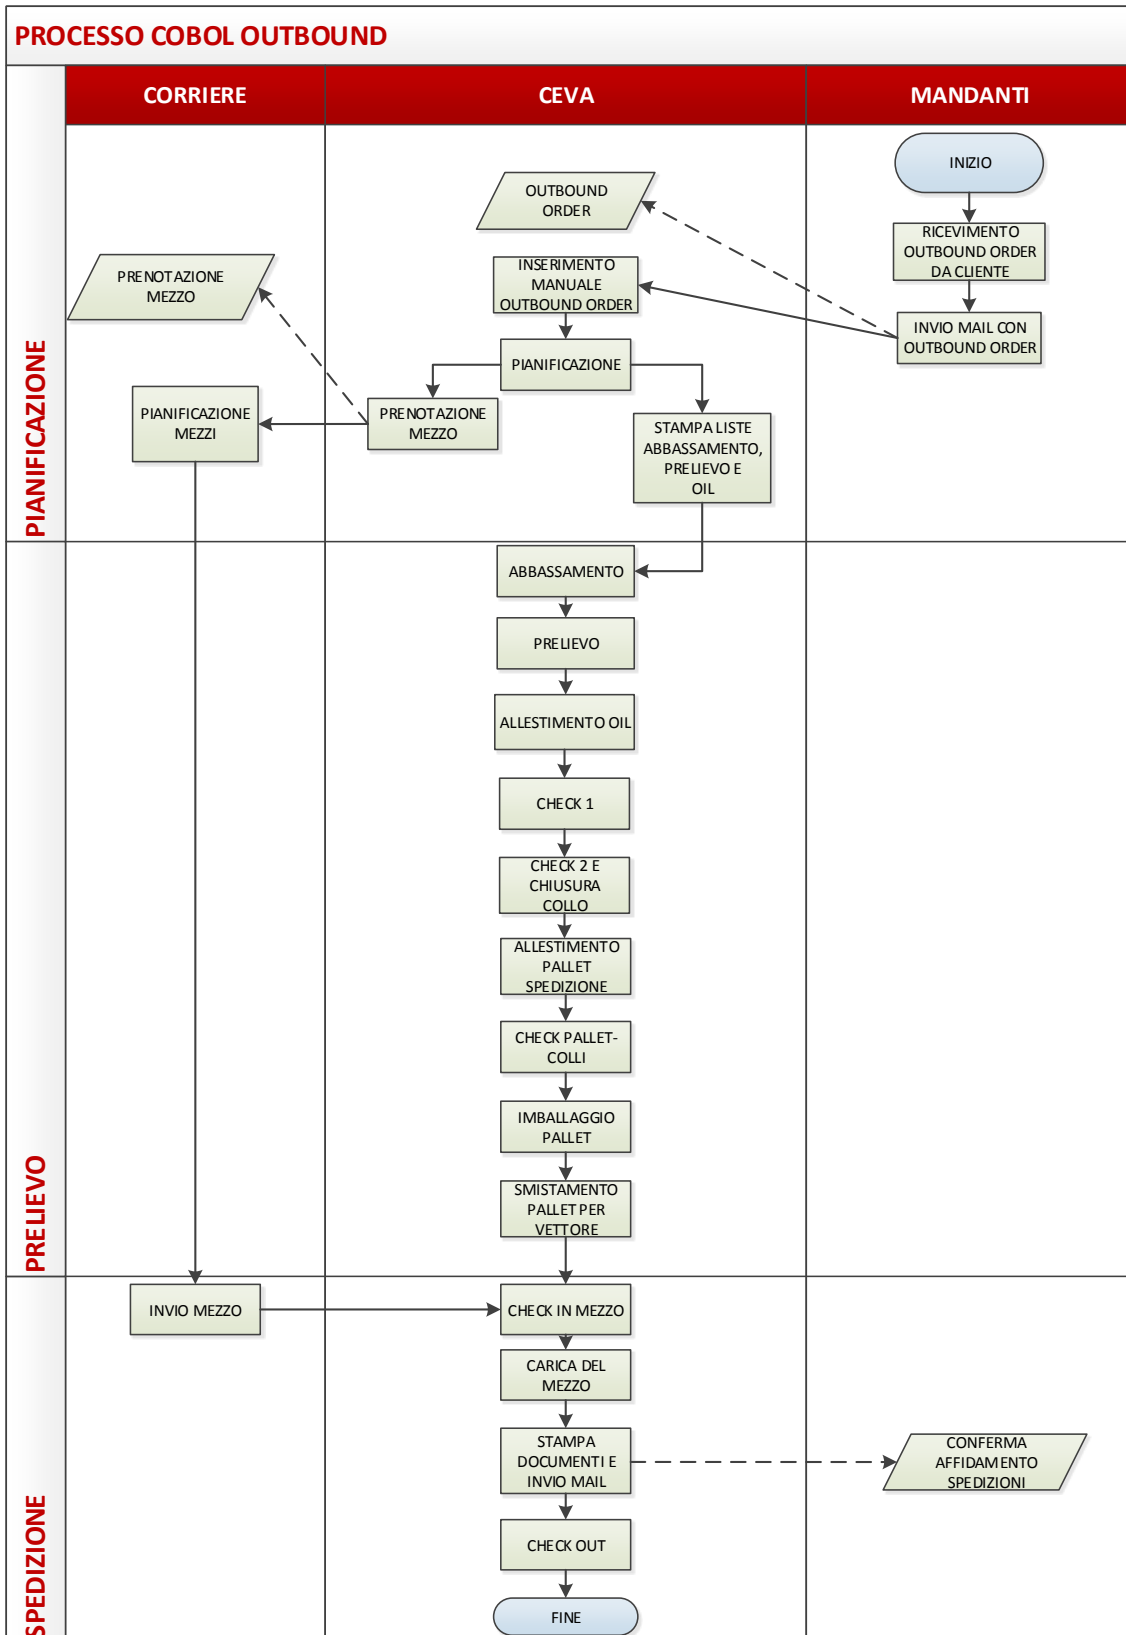 PROCESSO COBOL OUTBOUND
CORRIERE
CEVA
MANDANTI
PIANIFICAZIONE
INIZIO
OUTBOUND
ORDER
RICEVIMENTO
OUTBOUND ORDER
DA CLIENTE
PRENOTAZIONE
MEZZO
INSERIMENTO
MANUALE
OUTBOUND ORDER
INVIO MAIL CON
OUTBOUND ORDER
PIANIFICAZIONE
PIANIFICAZIONE
MEZZI
PRENOTAZIONE
MEZZO
STAMPA LISTE
ABBASSAMENTO,
PRELIEVO E
OIL
PRELIEVO
ABBASSAMENTO
PRELIEVO
ALLESTIMENTO OIL
CHECK 1
CHECK 2 E
CHIUSURA
COLLO
ALLESTIMENTO
PALLET
SPEDIZIONE
CHECK PALLET-
COLLI
IMBALLAGGIO
PALLET
SMISTAMENTO
PALLET PER
VETTORE
SPEDIZIONE
INVIO MEZZO
CHECK IN MEZZO
CARICA DEL
MEZZO
STAMPA
DOCUMENTI E
INVIO MAIL
CONFERMA
AFFIDAMENTO
SPEDIZIONI
CHECK OUT
FINE